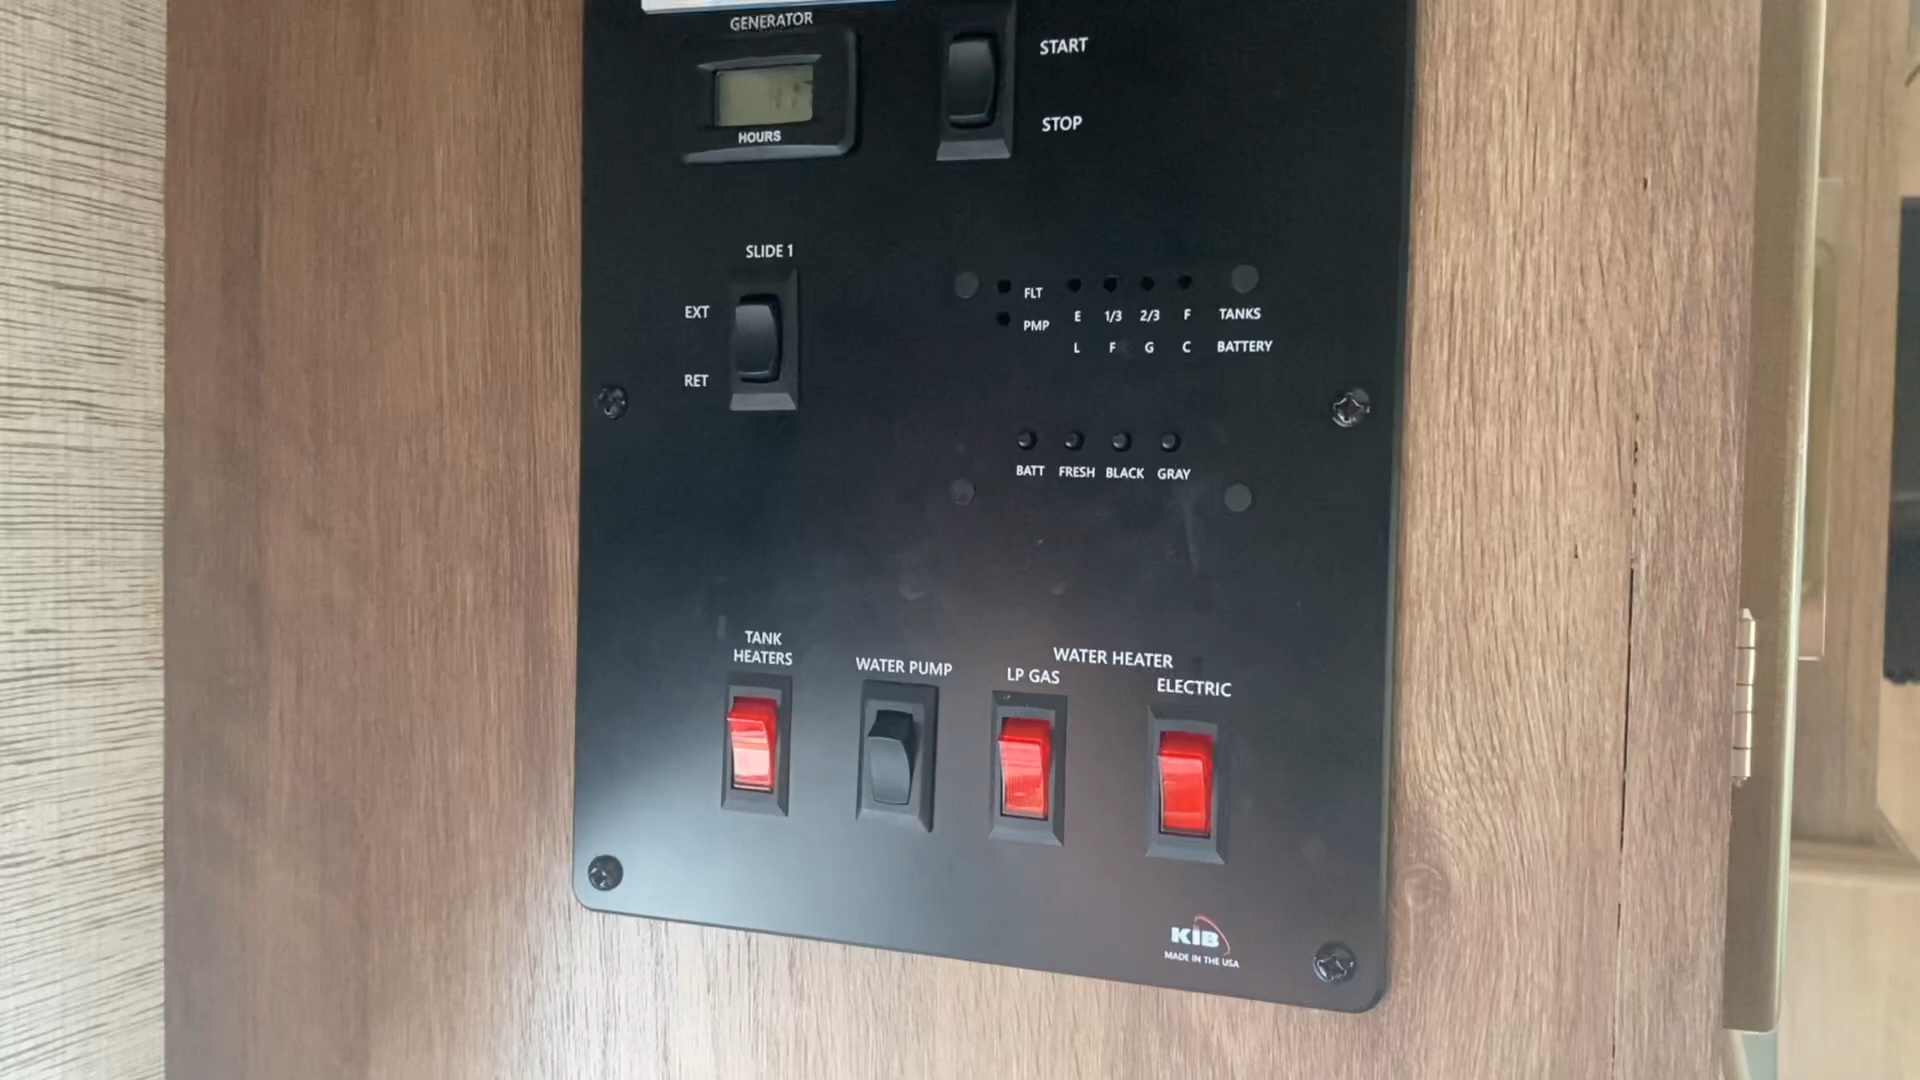 GENERATOR
HOURS
START
STOP
SLIDE 1
EXT
RET
FLT
PMP
E 1/3 2/3 F TANKS
L F G C BATTERY
BATT FRESH BLACK GRAY
TANK
HEATERS
WATER PUMP
WATER HEATER
LP GAS
ELECTRIC
KIB
MADE IN THE USA